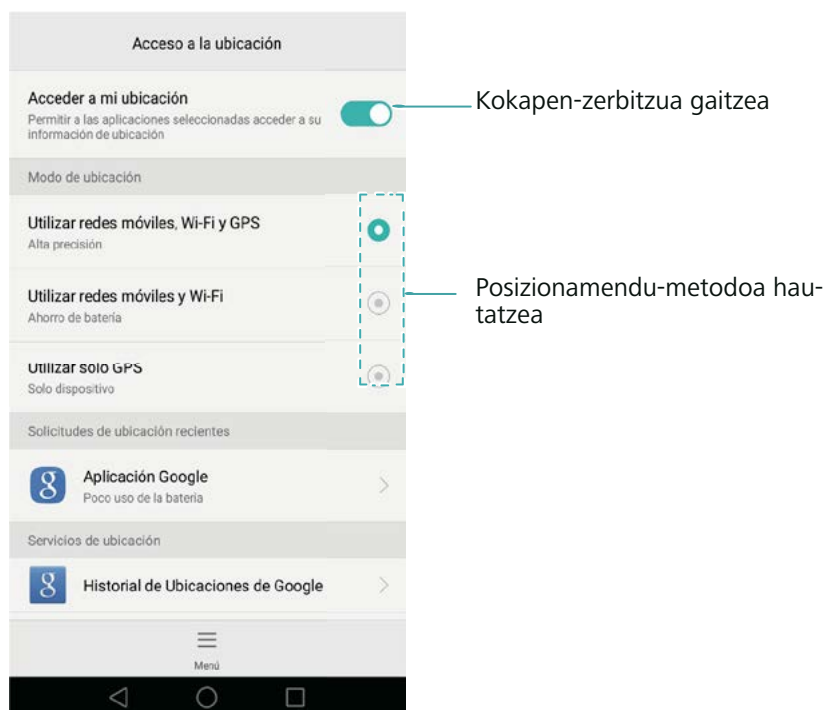 Acceso a la ubicación
Acceder a mi ubicación
Permitir a las aplicaciones seleccionadas acceder a su
información de ubicación
Kokapen-zerbitzua gaitzea
Modo de ubicación
Utilizar redes móviles, Wi-Fi y GPS
Alta precisión
Utilizar redes móviles y Wi-Fi
Ahorro de batería
Posizionamendu-metodoa hau-
tatzea
Utilizar solo GPS
Solo dispositivo
Solicitudes de ubicación recientes
Aplicación Google
Poco uso de la batería
Servicios de ubicación
Historial de Ubicaciones de Google
Menú